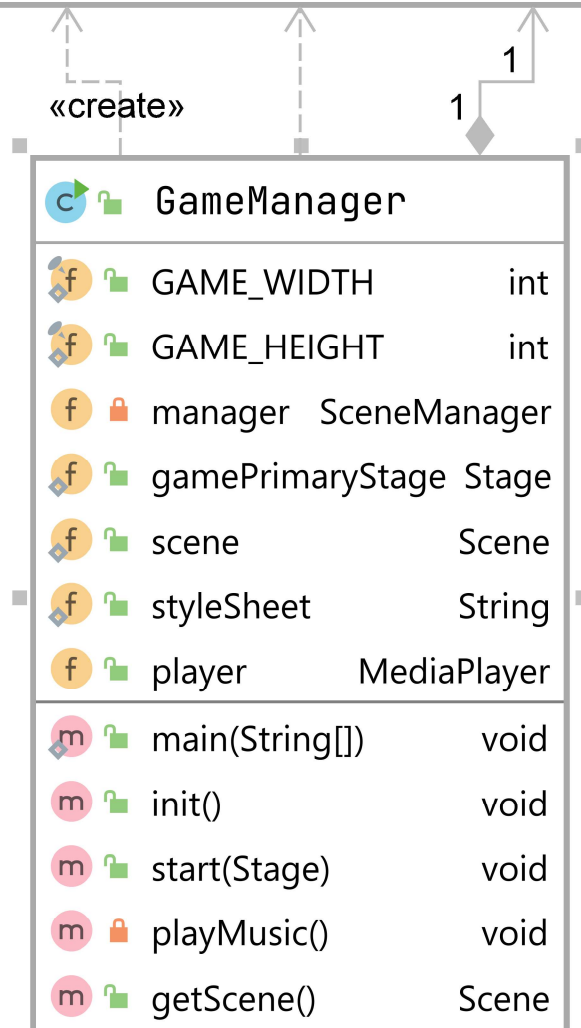 1
«create»
1
C GameManager
f GAME_WIDTH int
f GAME_HEIGHT int
f manager SceneManager
f gamePrimaryStage Stage
f scene Scene
f styleSheet String
f player MediaPlayer
m main(String[]) void
m init() void
m start(Stage) void
m playMusic() void
m getScene() Scene